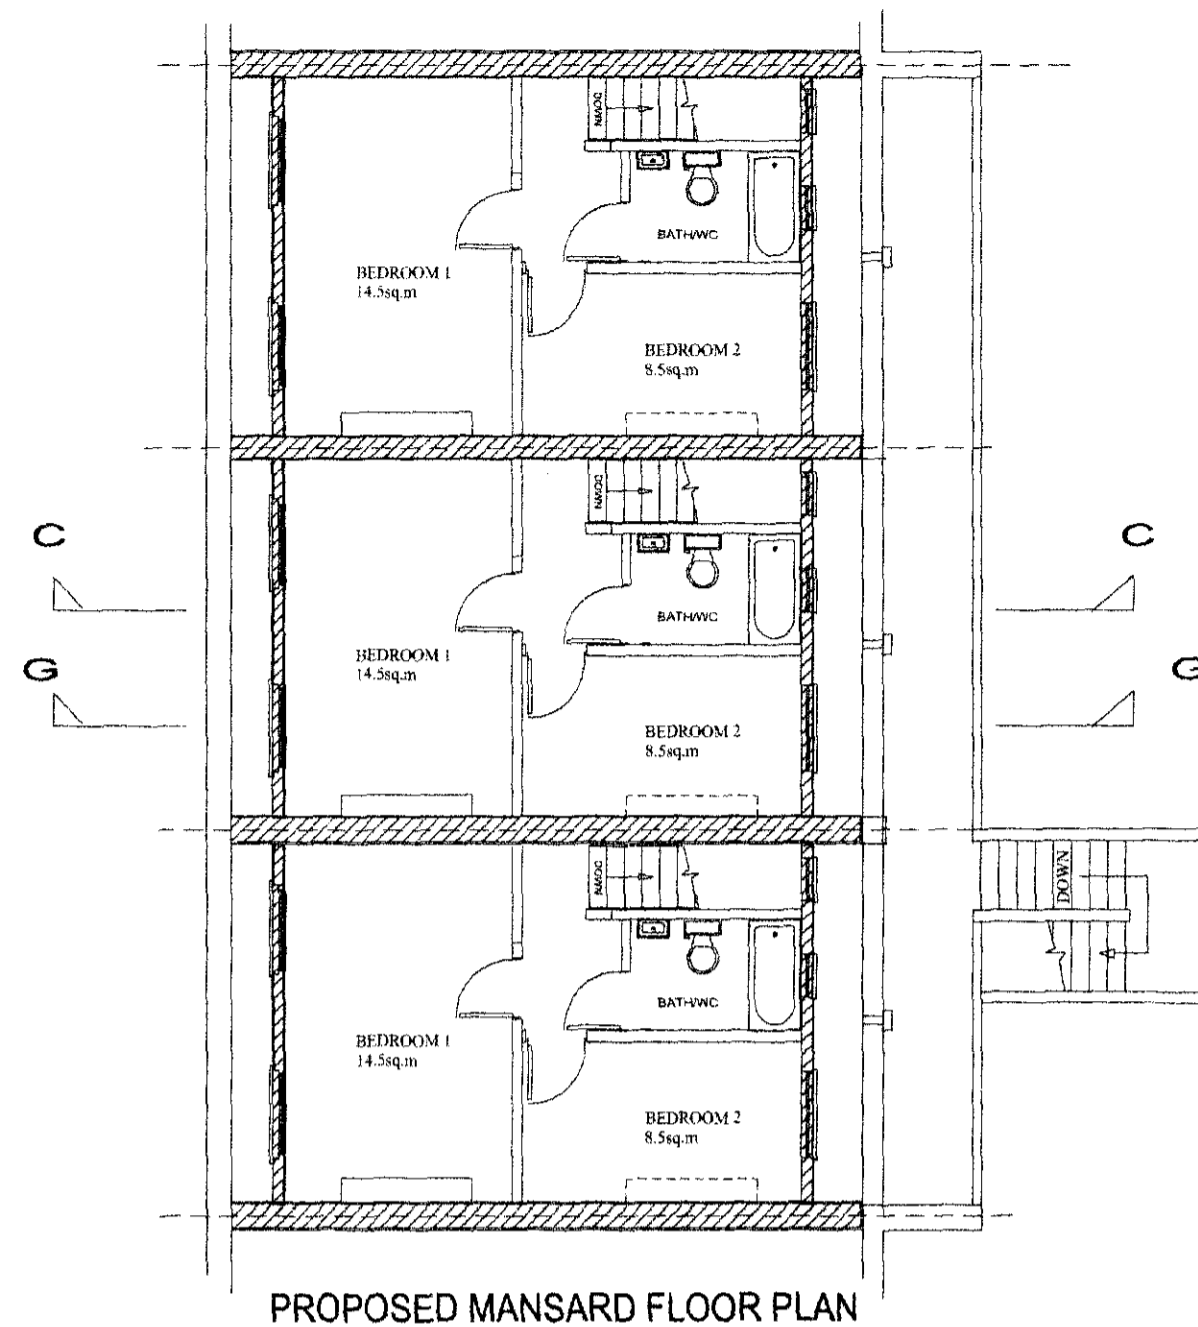 DOWN
BATH/WC
BEDROOM 1
14.5sq.m
BEDROOM 2
8.5sq.m
DOWN
C
C
BATH/WC
BEDROOM 1
14.5sq.m
G
G
BEDROOM 2
8.5sq.m
DOWN
DOWN
BATH/WC
BEDROOM 1
14.5sq.m
BEDROOM 2
8.5sq.m
PROPOSED MANSARD FLOOR PLAN